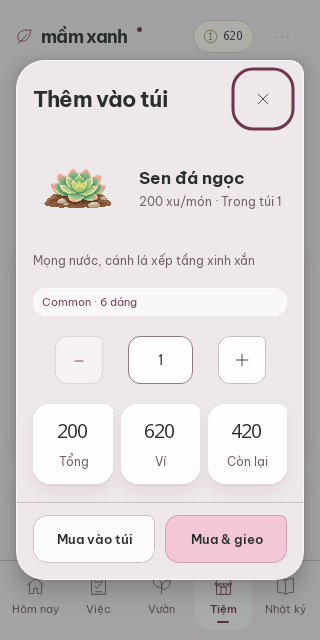 mầm xanh
620
Thêm vào túi
Sen đá ngọc
200 xu/món · Trong túi 1
Mọng nước, cánh lá xếp tầng xinh xắn
Common · 6 dáng
− 1 +
200 620 420
Tổng Ví Còn lại
Mua vào túi Mua & gieo
Hôm nay Việc Vườn Tiệm Nhật ký